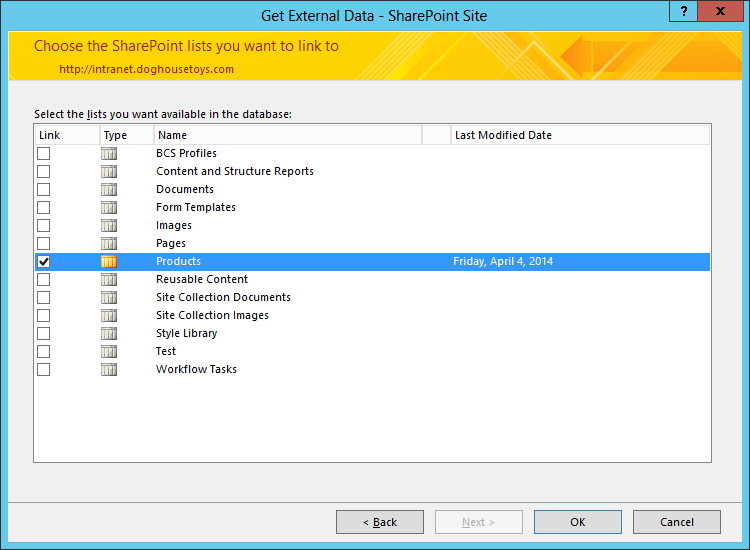 Get External Data - SharePoint Site
? X
Choose the SharePoint lists you want to link to
http://intranet.doghousetoys.com
Select the lists you want available in the database:
Link Type Name Last Modified Date
BCS Profiles
Content and Structure Reports
Documents
Form Templates
Images
Pages
Products Friday, April 4, 2014
Reusable Content
Site Collection Documents
Site Collection Images
Style Library
Test
Workflow Tasks
< Back Next > OK Cancel